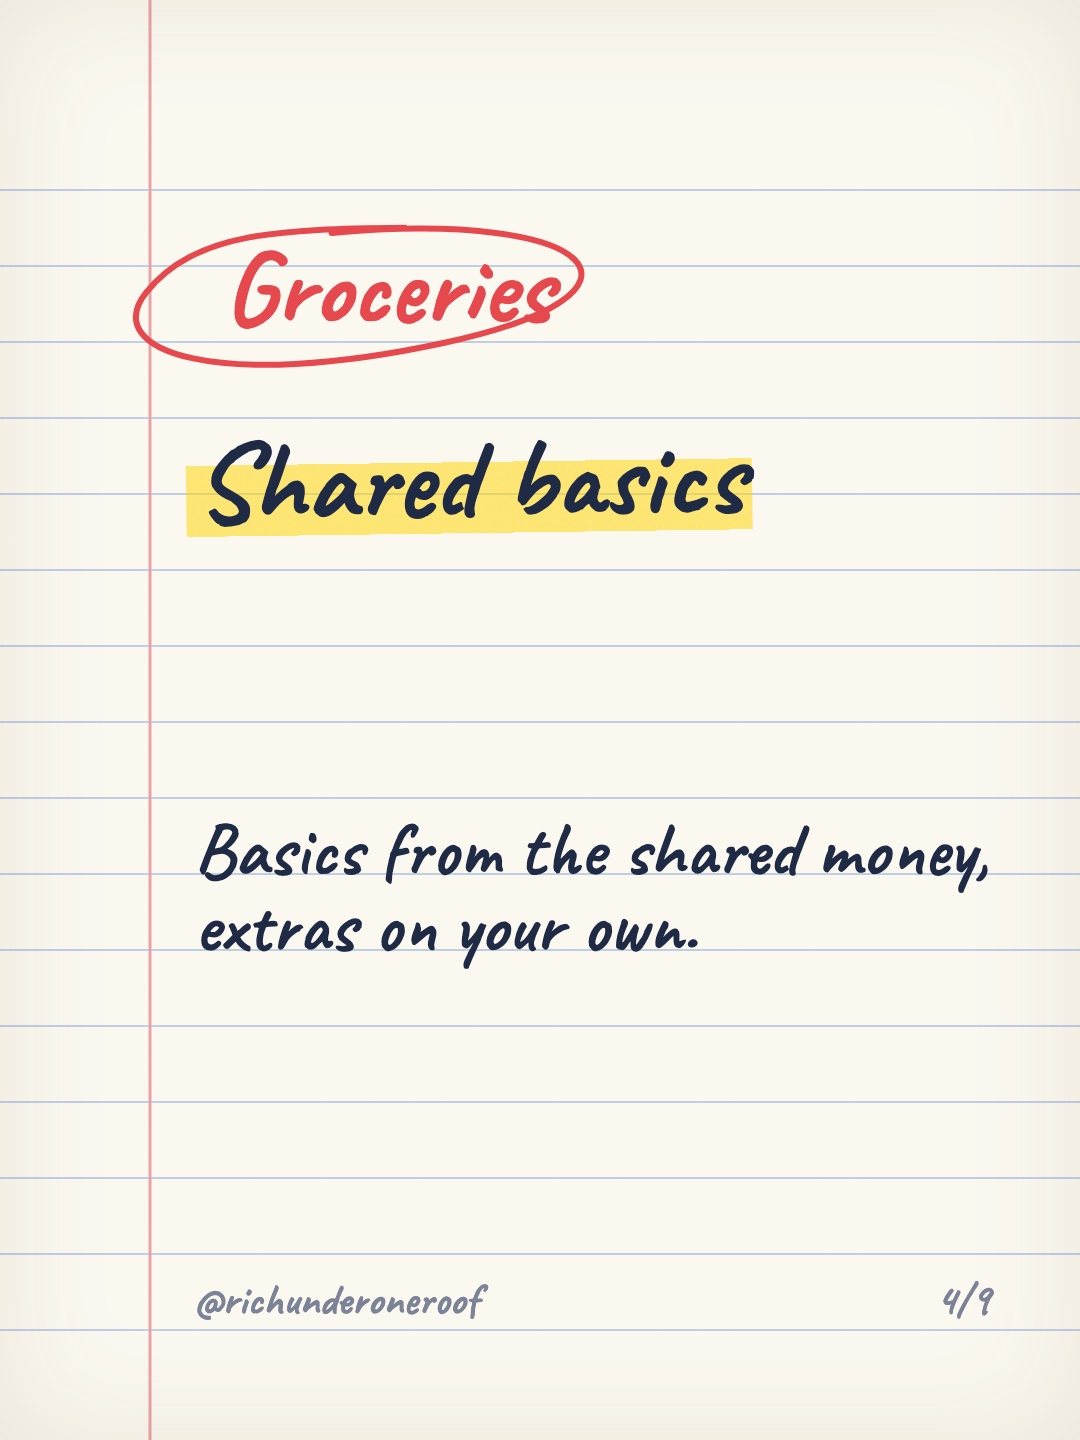 Groceries
Shared basics
Basics from the shared money,
extras on your own.
@richunderoneroof
4/9